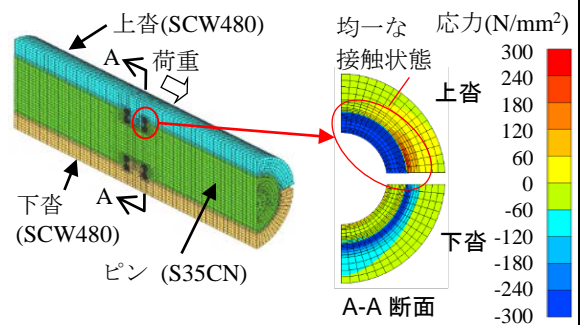 上沓(SCW480)
A
荷重
下沓
(SCW480)
A
ピン (S35CN)
均一な
接触状態
上沓
下沓
A-A 断面
応力(N/mm²)
300
240
180
120
60
0
-60
-120
-180
-240
-300